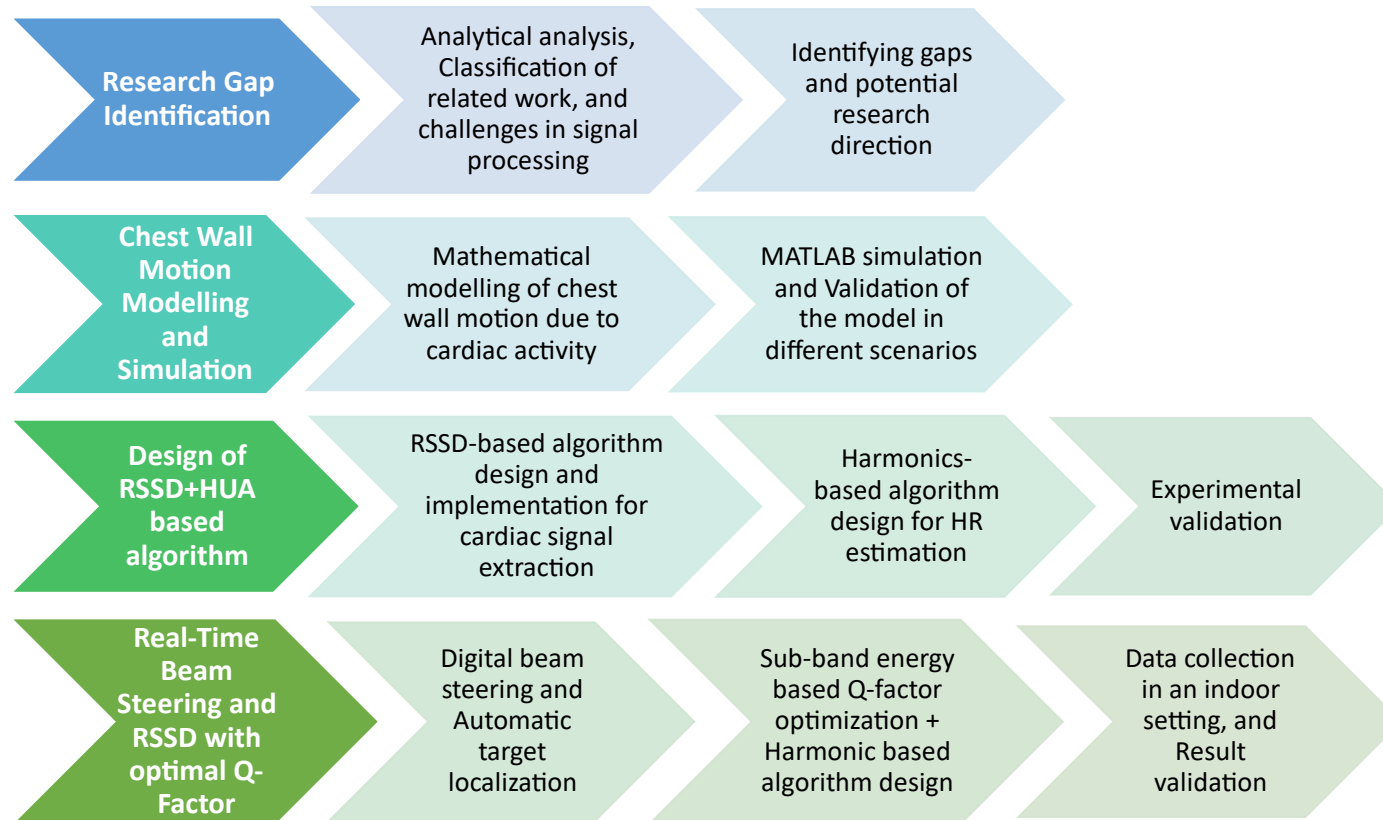 Research Gap
Identification
Analytical analysis,
Classification of
related work, and
challenges in signal
processing
Identifying gaps
and potential
research
direction
Chest Wall
Motion
Modelling
and
Simulation
Mathematical
modelling of chest
wall motion due to
cardiac activity
MATLAB simulation
and Validation of
the model in
different scenarios
Design of
RSSD+HUA
based
algorithm
RSSD-based algorithm
design and
implementation for
cardiac signal
extraction
Harmonics-
based algorithm
design for HR
estimation
Experimental
validation
Real-Time
Beam
Steering and
RSSD with
optimal Q-
Factor
Digital beam
steering and
Automatic
target
localization
Sub-band energy
based Q-factor
optimization +
Harmonic based
algorithm design
Data collection
in an indoor
setting, and
Result
validation